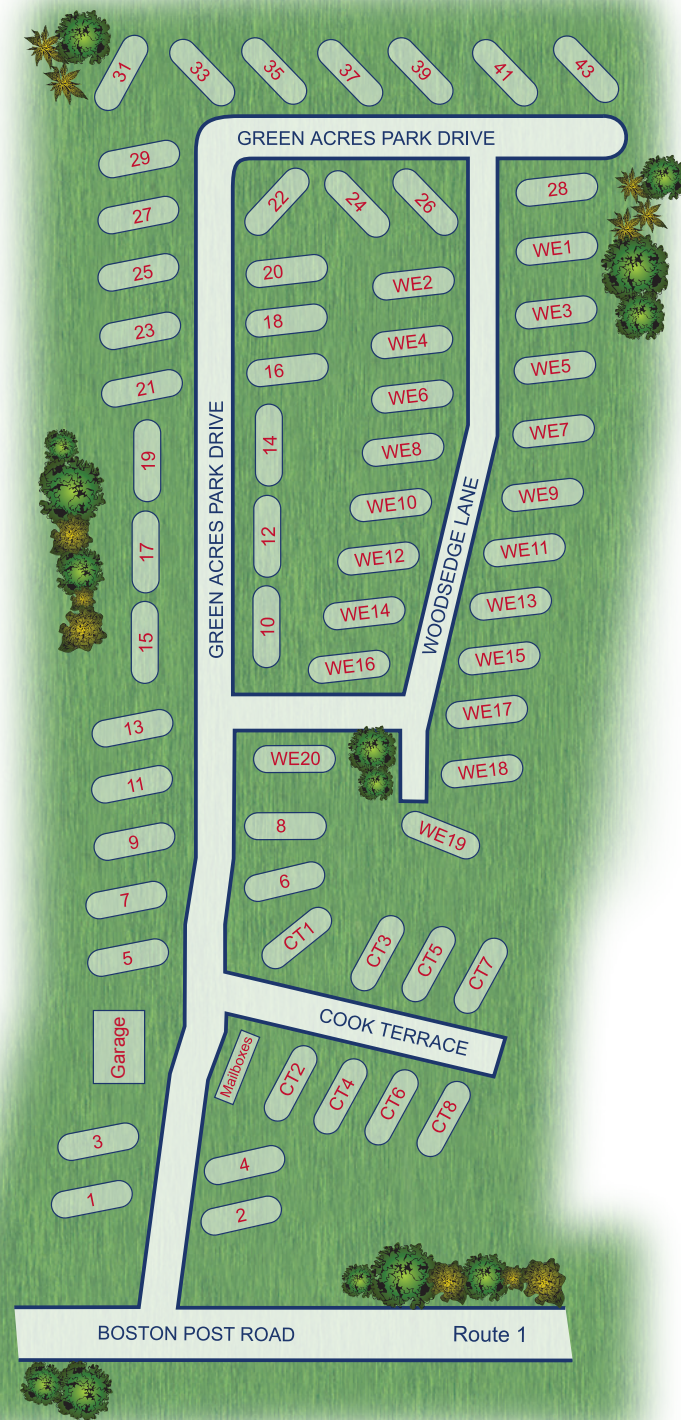 31
33
35
37
39
41
43
GREEN ACRES PARK DRIVE
29
22
24
26
28
27
WE1
25
20
WE2
23
18
WE4
WE3
21
16
WE6
WE5
19
14
WE8
WE7
GREEN ACRES PARK DRIVE
WE10
WE9
17
12
WE12
WOODSEDGE LANE
WE11
15
10
WE14
WE13
WE16
WE15
13
WE17
11
WE20
WE18
9
8
WE19
7
6
5
CT1
CT3
CT5
CT7
Garage
COOK TERRACE
Mailboxes
CT2
CT4
CT6
CT8
3
4
1
2
BOSTON POST ROAD
Route 1